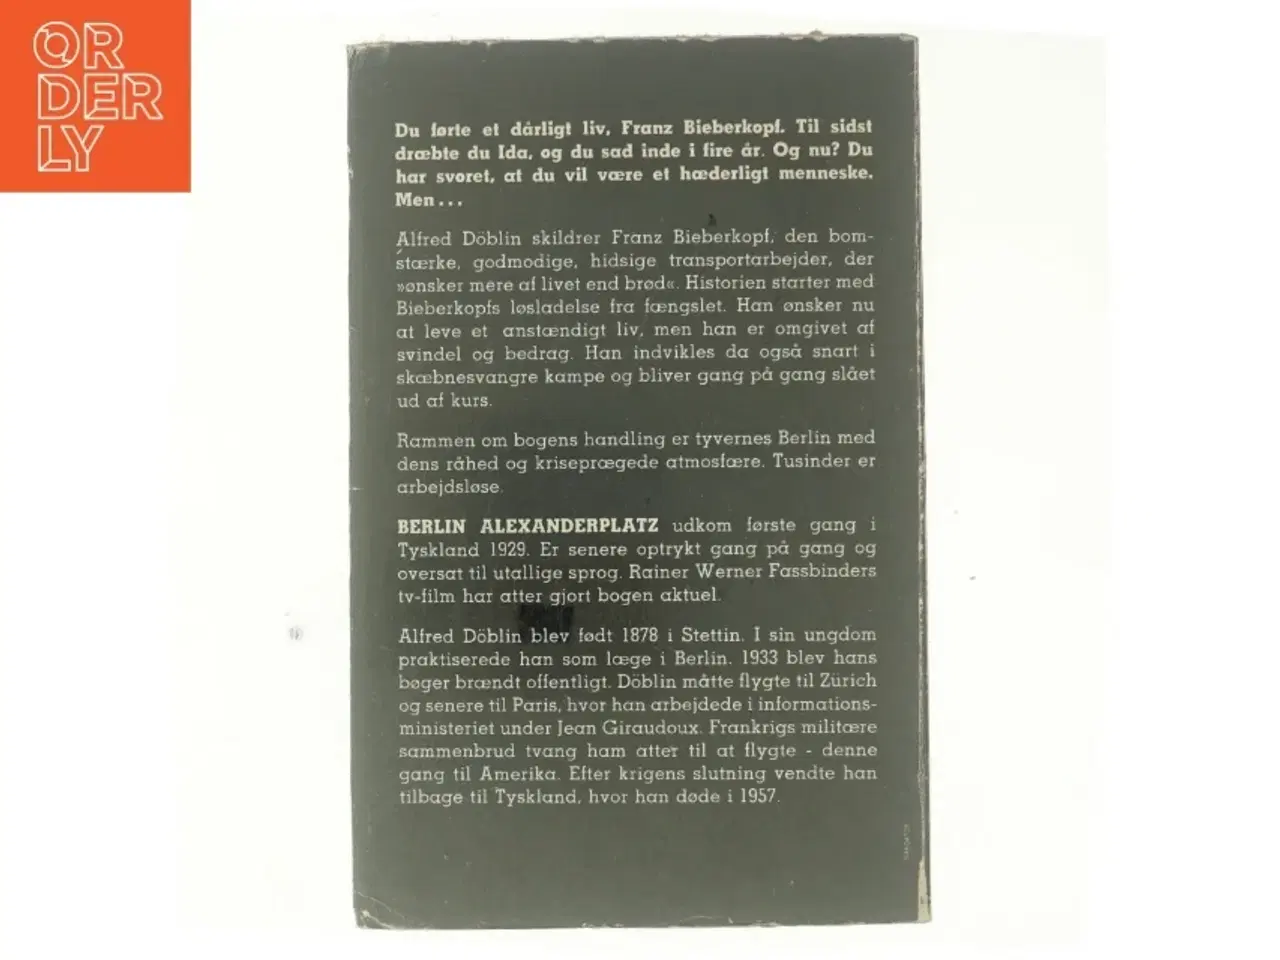 OR
DER
LY
Du førte et dårligt liv, Franz Bieberkopf. Til sidst
dræbte du Ida, og du sad inde i fire år. Og nu? Du
har svoret, at du vil være et hæderligt menneske.
Men...
Alfred Döblin skildrer Franz Bieberkopf, den bom-
stærke, godmodige, hidsige transportarbejder, der
»ønsker mere af livet end brød«. Historien starter med
Bieberkopfs løsladelse fra fængslet. Han ønsker nu
at leve et anstændigt liv, men han er omgivet af
svindel og bedrag. Han indvikles da også snart i
skæbnesvangre kampe og bliver gang på gang slået
ud af kurs.
Rammen om bogens handling er tyvernes Berlin med
dens råhed og kriseprægede atmosfære. Tusinder er
arbejdsløse.
BERLIN ALEXANDERPLATZ udkom første gang i
Tyskland 1929. Er senere optrykt gang på gang og
oversat til utallige sprog. Rainer Werner Fassbinders
tv-film har atter gjort bogen aktuel.
Alfred Döblin blev født 1878 i Stettin. I sin ungdom
praktiserede han som læge i Berlin. 1933 blev hans
bøger brændt offentligt. Döblin måtte flygte til Zürich
og senere til Paris, hvor han arbejdede i informations-
ministeriet under Jean Giraudoux. Frankrigs militære
sammenbrud tvang ham atter til at flygte - denne
gang til Amerika. Efter krigens slutning vendte han
tilbage til Tyskland, hvor han døde i 1957.